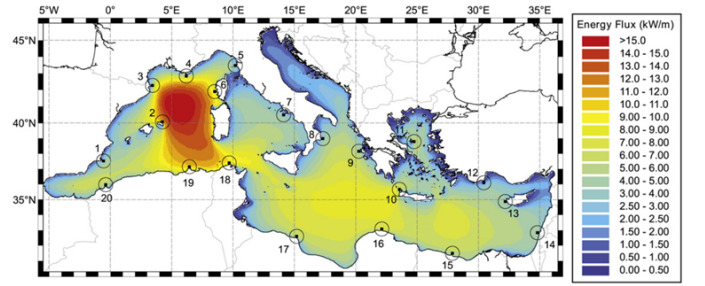 5°W 0° 5°E 10°E 15°E 20°E 25°E 30°E 35°E
45°N
40°N
35°N
1
2
3
4
5
6
7
8
9
10
11
12
13
14
15
16
17
18
19
20
Energy Flux (kW/m)
>15.0
14.0 - 15.0
13.0 - 14.0
12.0 - 13.0
11.0 - 12.0
10.0 - 11.0
9.00 - 10.0
8.00 - 9.00
7.00 - 8.00
6.00 - 7.00
5.00 - 6.00
4.00 - 5.00
3.00 - 4.00
2.50 - 3.00
2.00 - 2.50
1.50 - 2.00
1.00 - 1.50
0.50 - 1.00
0.00 - 0.50